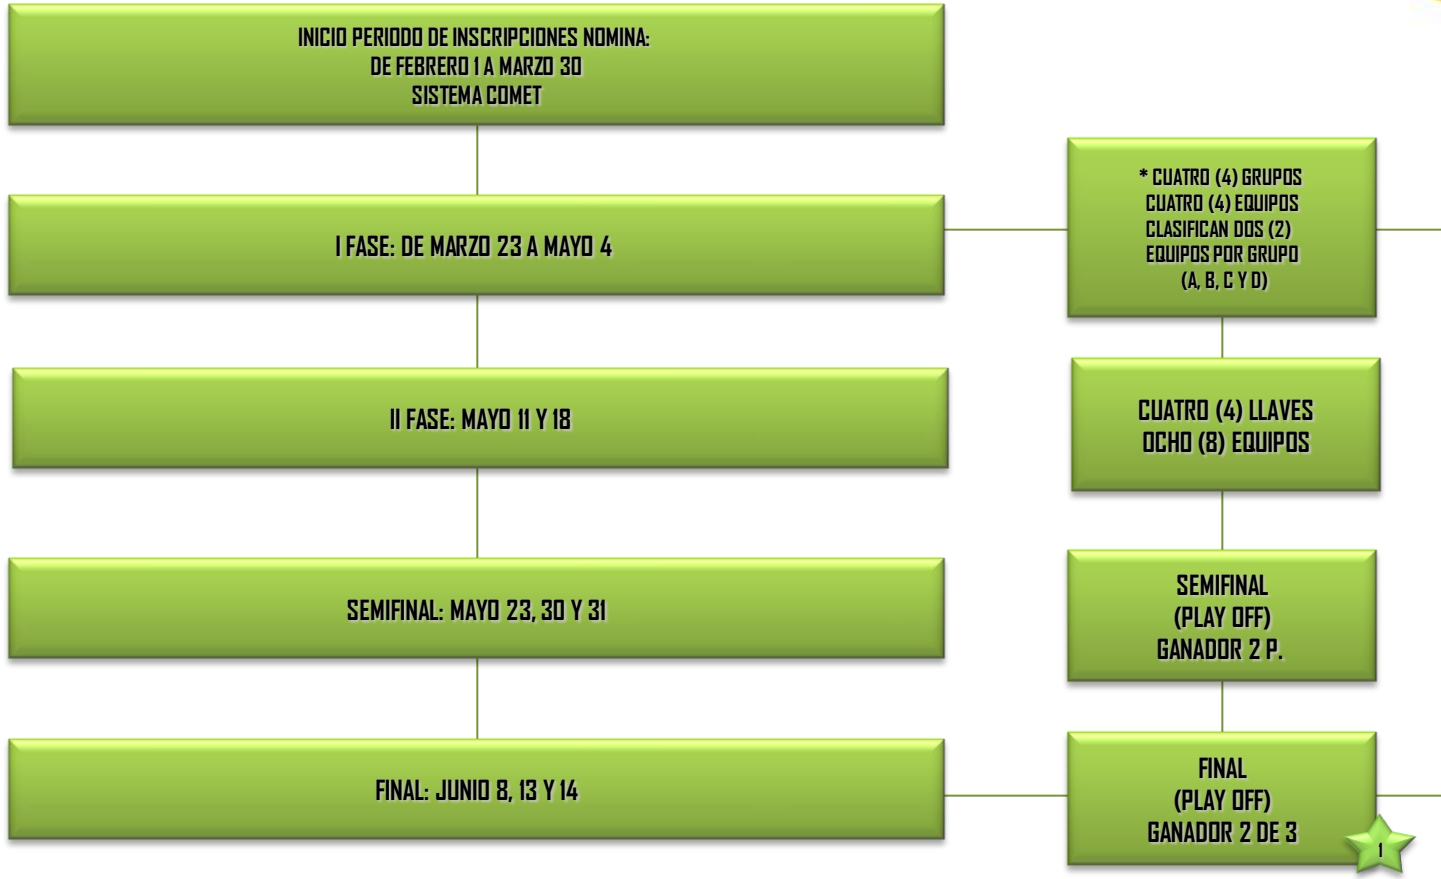 INICIO PERIODO DE INSCRIPCIONES NOMINA:
DE FEBRERO 1 A MARZO 30
SISTEMA COMET
I FASE: DE MARZO 23 A MAYO 4
* CUATRO (4) GRUPOS
CUATRO (4) EQUIPOS
CLASIFICAN DOS (2)
EQUIPOS POR GRUPO
(A, B, C Y D)
II FASE: MAYO 11 Y 18
CUATRO (4) LLAVES
OCHO (8) EQUIPOS
SEMIFINAL: MAYO 23, 30 Y 31
SEMIFINAL
(PLAY OFF)
GANADOR 2 P.
FINAL: JUNIO 8, 13 Y 14
FINAL
(PLAY OFF)
GANADOR 2 DE 3
1